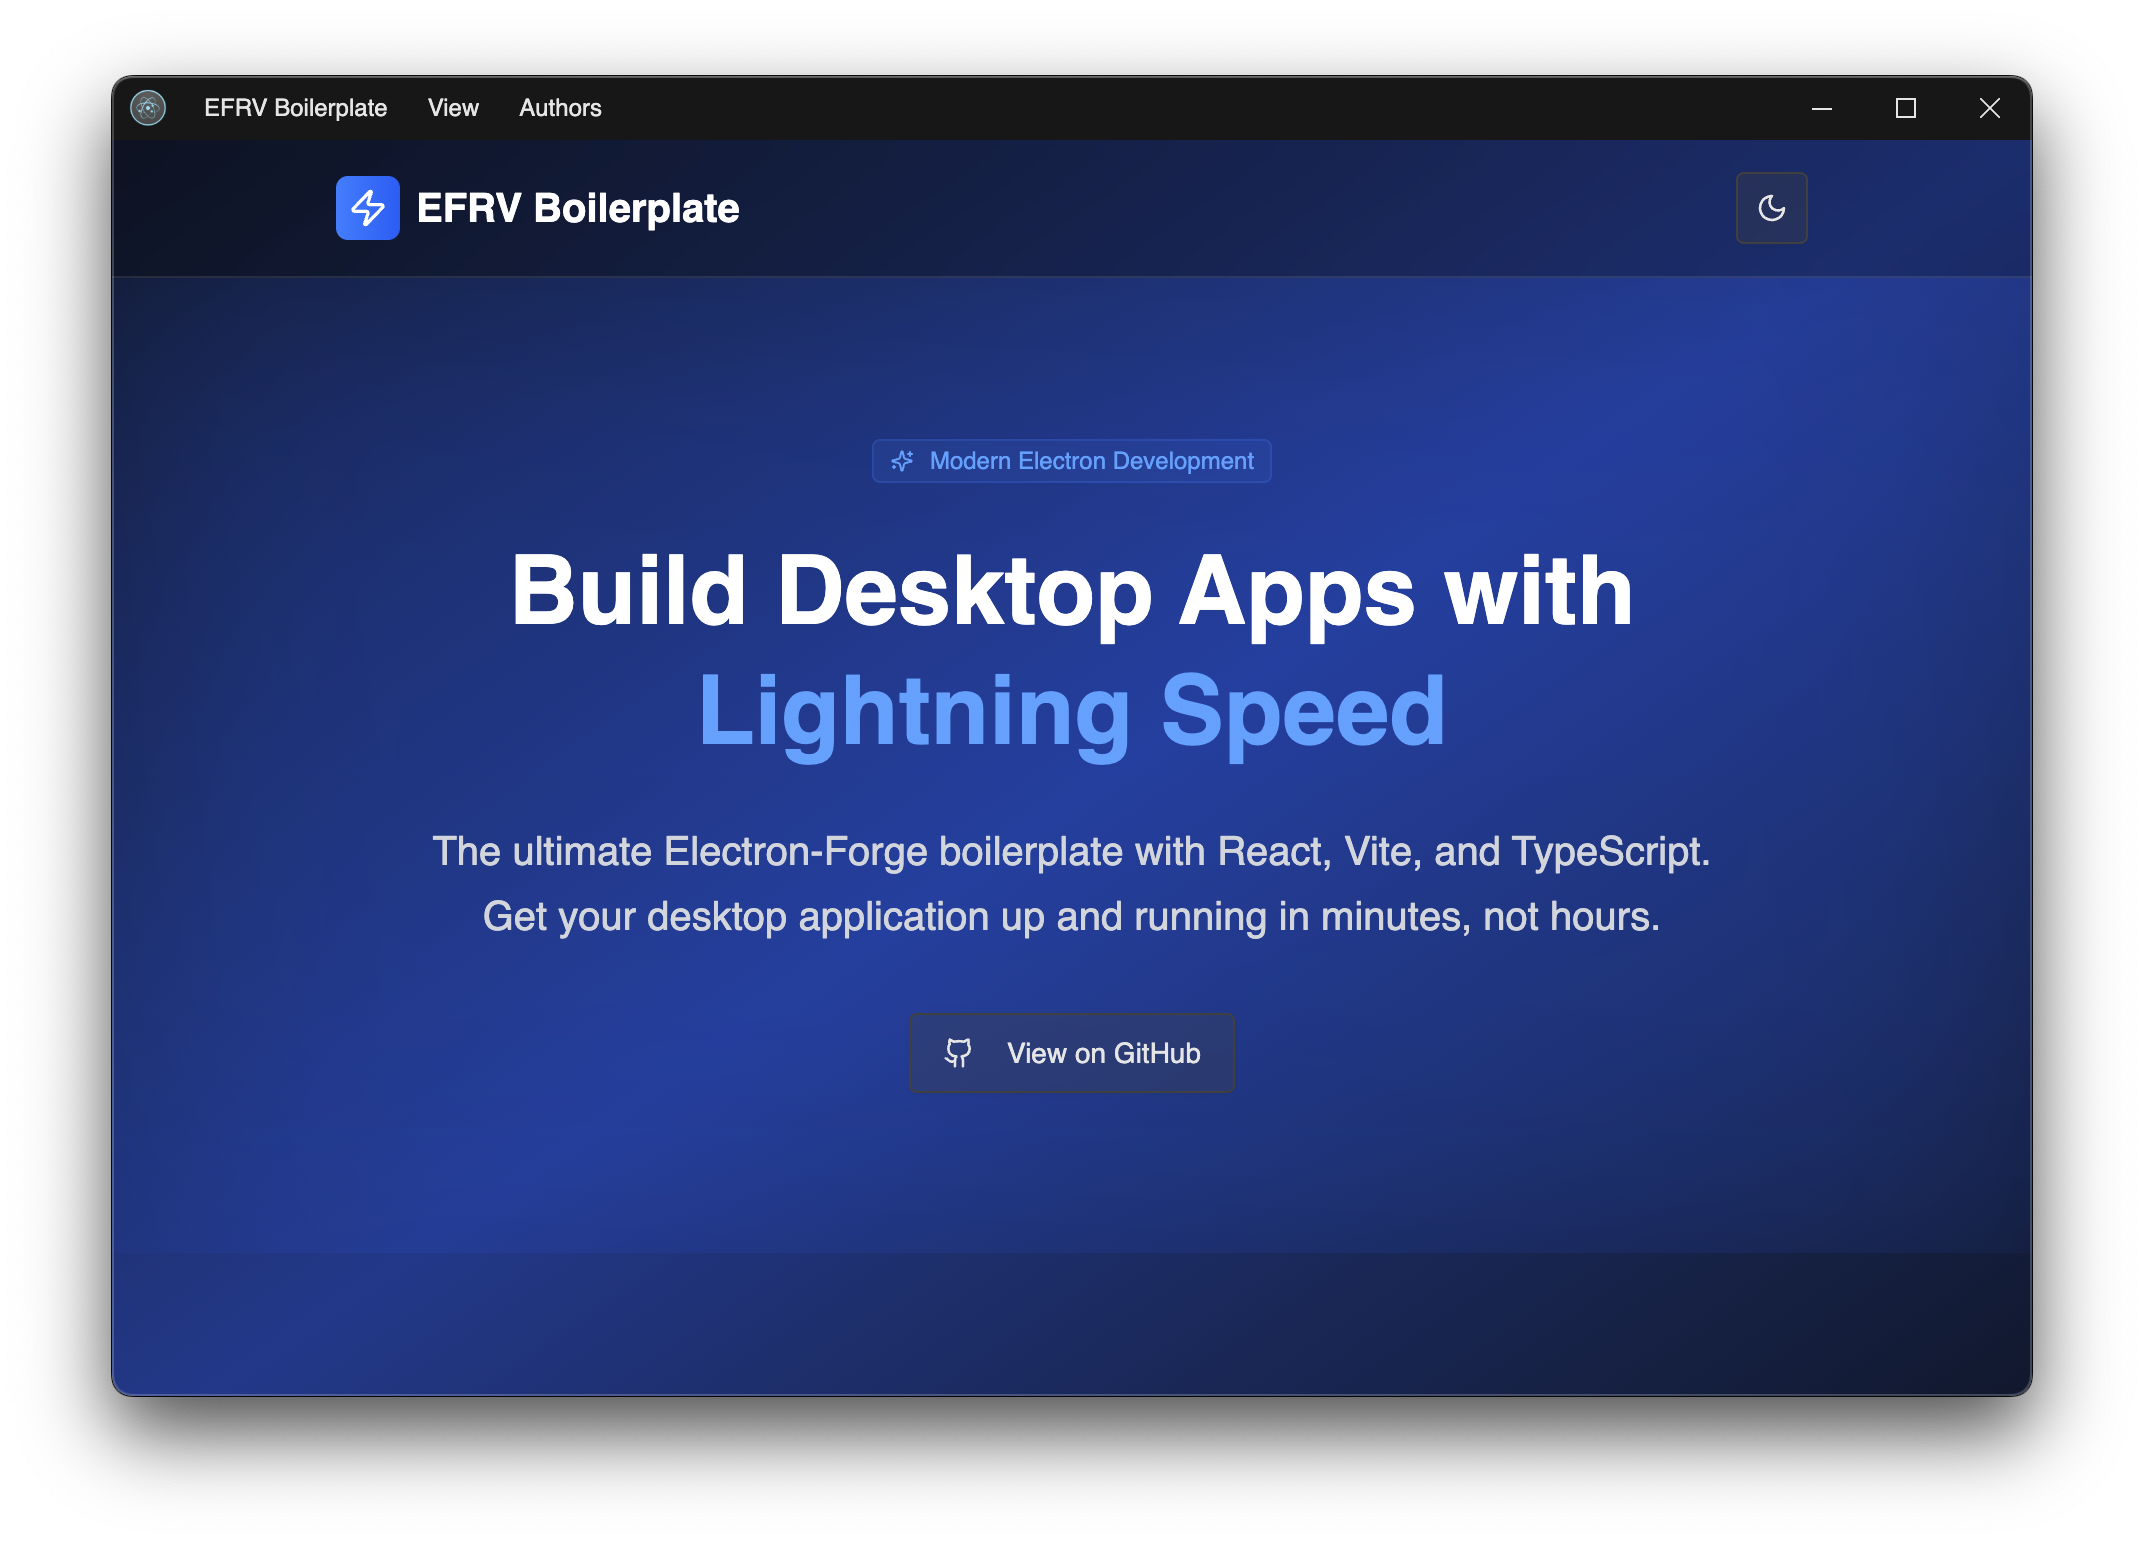 EFRV Boilerplate View Authors
EFRV Boilerplate
Modern Electron Development
Build Desktop Apps with
Lightning Speed
The ultimate Electron-Forge boilerplate with React, Vite, and TypeScript.
Get your desktop application up and running in minutes, not hours.
View on GitHub